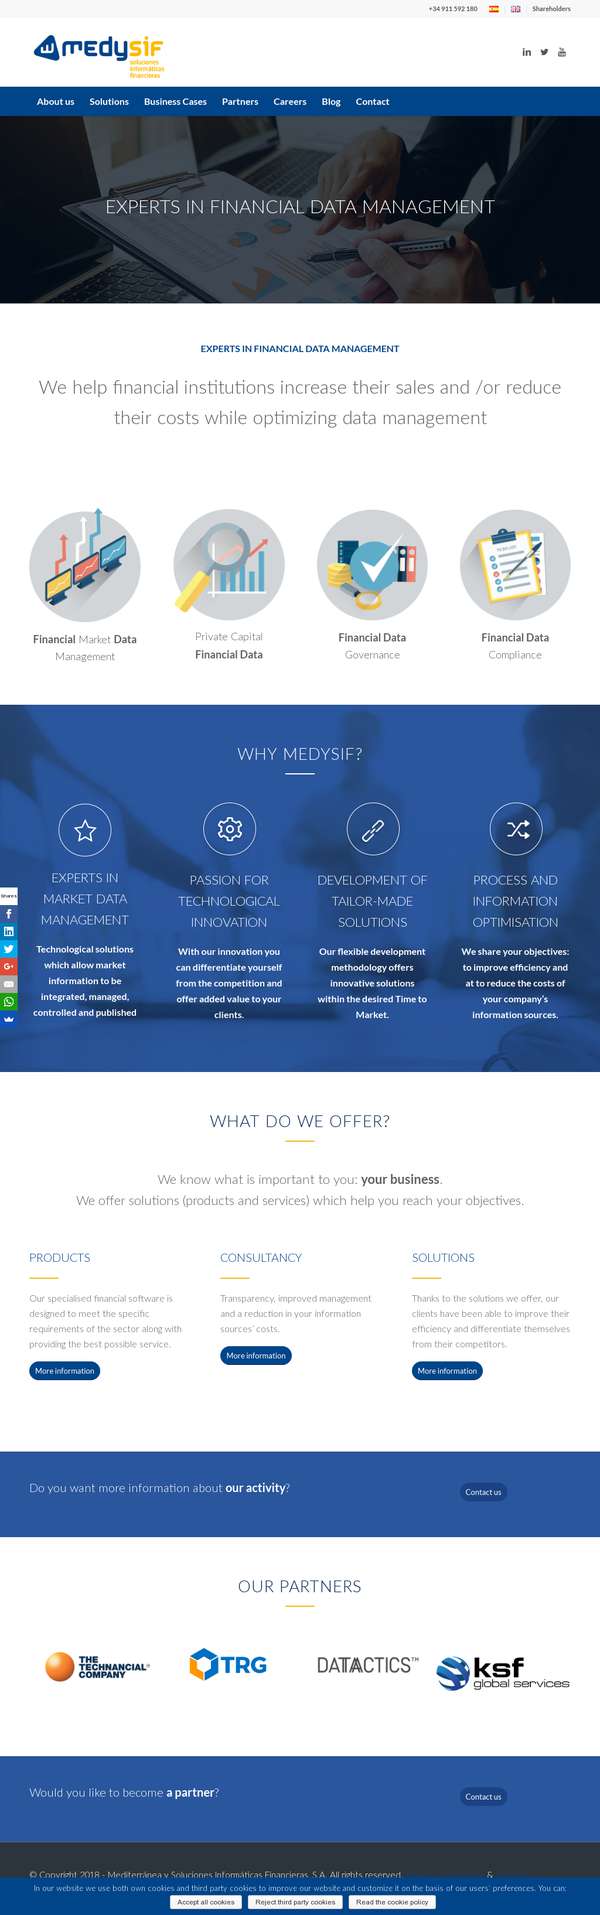 +34 911 592 180
Shareholders
medysif
soluciones
informáticas
financieras
About us Solutions Business Cases Partners Careers Blog Contact
EXPERTS IN FINANCIAL DATA MANAGEMENT
EXPERTS IN FINANCIAL DATA MANAGEMENT
We help financial institutions increase their sales and /or reduce
their costs while optimizing data management
Financial Market Data
Management
Private Capital
Financial Data
Financial Data
Governance
TO DO LIST
Financial Data
Compliance
WHY MEDYSIF?
EXPERTS IN
MARKET DATA
MANAGEMENT
Technological solutions
which allow market
information to be
integrated, managed,
controlled and published
PASSION FOR
TECHNOLOGICAL
INNOVATION
With our innovation you
can differentiate yourself
from the competition and
offer added value to your
clients.
DEVELOPMENT OF
TAILOR-MADE
SOLUTIONS
Our flexible development
methodology offers
innovative solutions
within the desired Time to
Market.
PROCESS AND
INFORMATION
OPTIMISATION
We share your objectives:
to improve efficiency and
at to reduce the costs of
your company's
information sources.
Shares
WHAT DO WE OFFER?
We know what is important to you: your business.
We offer solutions (products and services) which help you reach your objectives.
PRODUCTS
Our specialised financial software is
designed to meet the specific
requirements of the sector along with
providing the best possible service.
More information
CONSULTANCY
Transparency, improved management
and a reduction in your information
sources' costs.
More information
SOLUTIONS
Thanks to the solutions we offer, our
clients have been able to improve their
efficiency and differentiate themselves
from their competitors.
More information
Do you want more information about our activity?
Contact us
OUR PARTNERS
THE
TECHNANCIAL
COMPANY
TRG
DATACTICS™
ksf
global services
Would you like to become a partner?
Contact us
© Copyright 2018 - Mediterránea y Soluciones Informáticas Financieras, S.A. All rights reserved.
&
In our website we use both own cookies and third party cookies to improve our website and customize it on the basis of our users' preferences. You can:
Accept all cookies Reject third party cookies Read the cookie policy